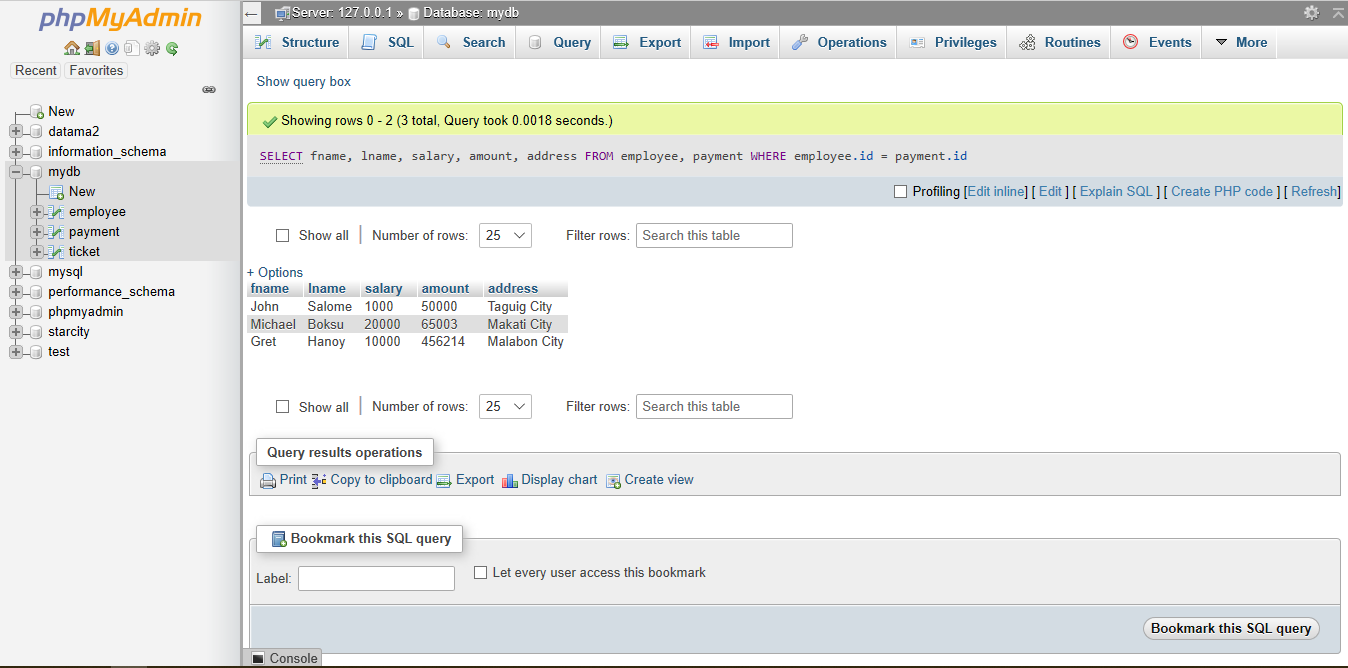 phpMyAdmin
Recent Favorites
New
datama2
information_schema
mydb
New
employee
payment
ticket
mysql
performance_schema
phpmyadmin
starcity
test
Server: 127.0.0.1 » Database: mydb
Structure SQL Search Query Export Import Operations Privileges Routines Events More
Show query box
Showing rows 0 - 2 (3 total, Query took 0.0018 seconds.)
SELECT fname, lname, salary, amount, address FROM employee, payment WHERE employee.id = payment.id
Profiling [Edit inline] [ Edit ] [ Explain SQL ] [ Create PHP code ] [ Refresh]
Show all | Number of rows: 25 Filter rows: Search this table
+ Options
fname lname salary amount address
John Salome 1000 50000 Taguig City
Michael Boksu 20000 65003 Makati City
Gret Hanoy 10000 456214 Malabon City
Show all | Number of rows: 25 Filter rows: Search this table
Query results operations
Print Copy to clipboard Export Display chart Create view
Bookmark this SQL query
Label: Let every user access this bookmark
Bookmark this SQL query
Console